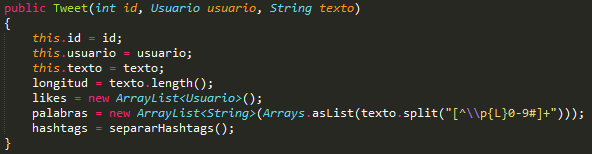 public Tweet(int id, Usuario usuario, String texto)
{
    this.id = id;
    this.usuario = usuario;
    this.texto = texto;
    longitud = texto.length();
    likes = new ArrayList<Usuario>();
    palabras = new ArrayList<String>(Arrays.asList(texto.split("[^\\p{L}0-9#]+")));
    hashtags = separarHashtags();
}